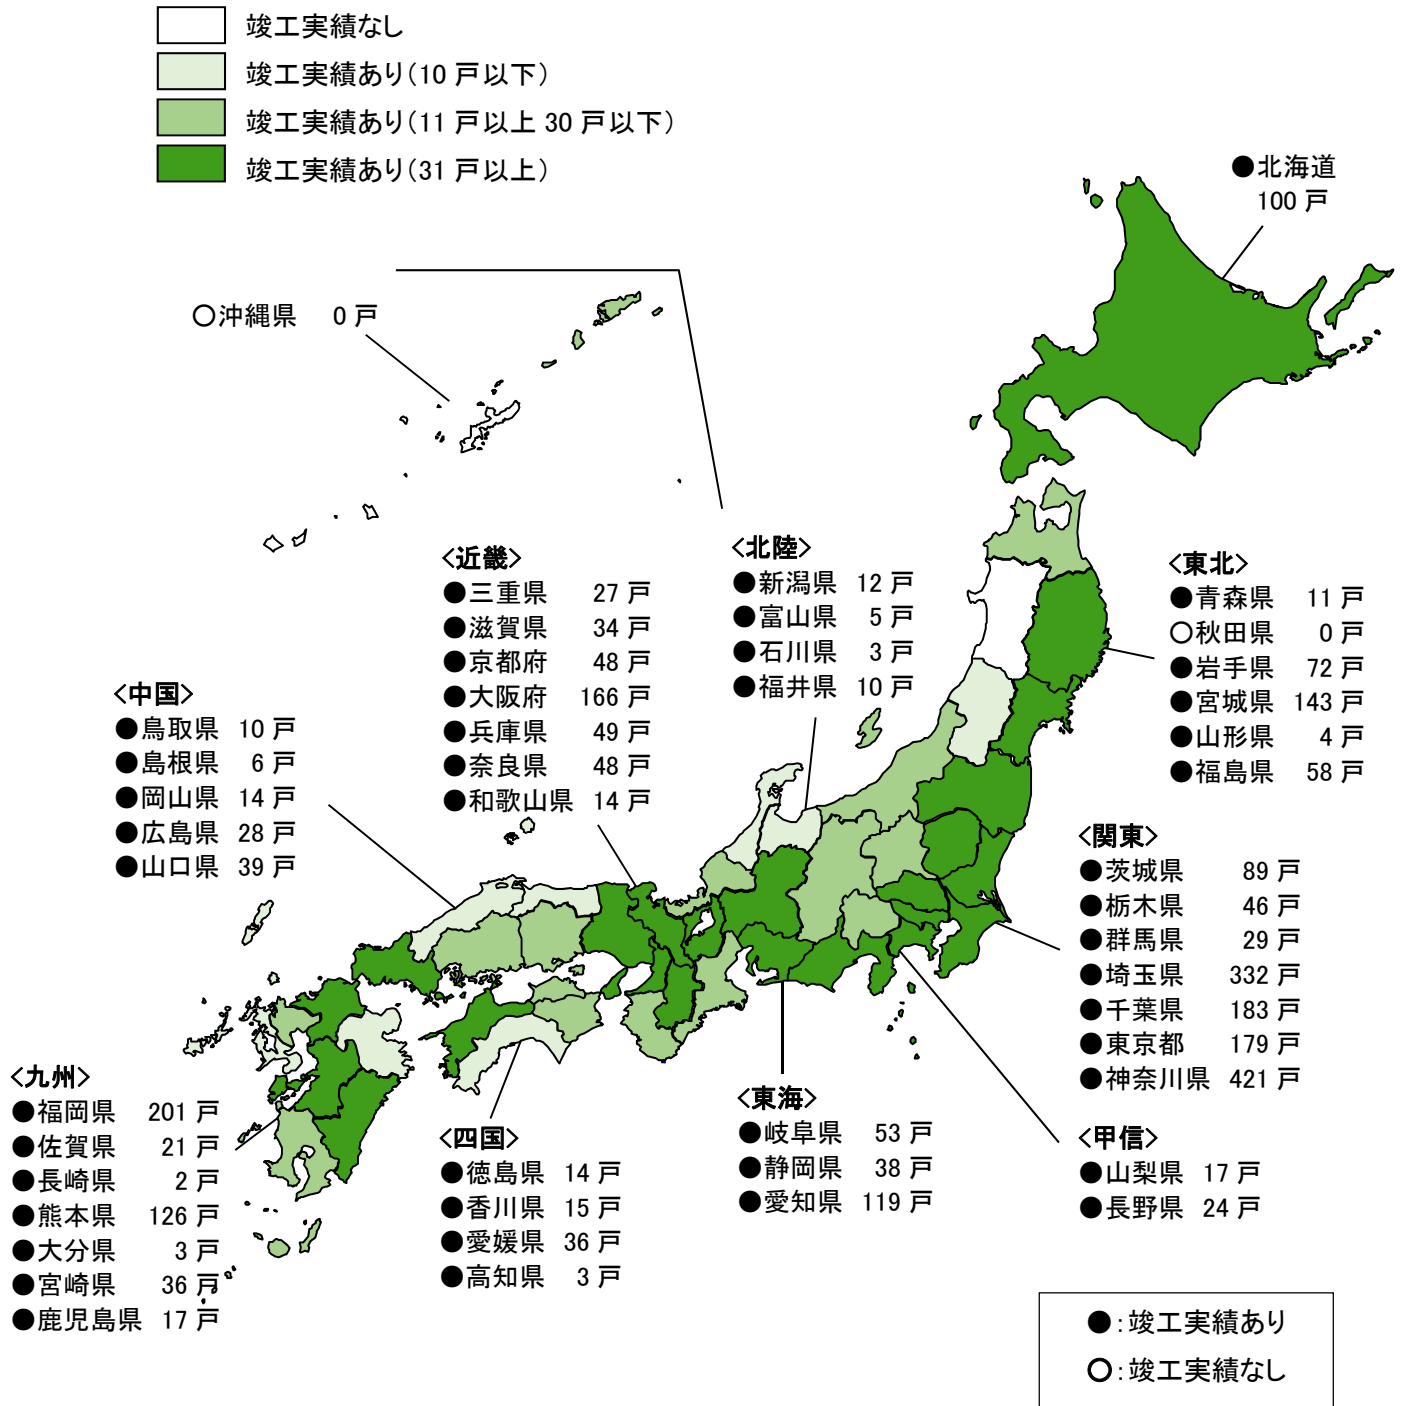 竣工実績なし
竣工実績あり(10 戸以下)
竣工実績あり(11 戸以上 30 戸以下)
竣工実績あり(31 戸以上)
●北海道
100 戸
○沖縄県 0 戸
<近畿>
●三重県 27 戸
●滋賀県 34 戸
●京都府 48 戸
●大阪府 166 戸
●兵庫県 49 戸
●奈良県 48 戸
●和歌山県 14 戸
<北陸>
●新潟県 12 戸
●富山県 5 戸
●石川県 3 戸
●福井県 10 戸
<東北>
●青森県 11 戸
○秋田県 0 戸
●岩手県 72 戸
●宮城県 143 戸
●山形県 4 戸
●福島県 58 戸
<中国>
●鳥取県 10 戸
●島根県 6 戸
●岡山県 14 戸
●広島県 28 戸
●山口県 39 戸
<関東>
●茨城県 89 戸
●栃木県 46 戸
●群馬県 29 戸
●埼玉県 332 戸
●千葉県 183 戸
●東京都 179 戸
●神奈川県 421 戸
<九州>
●福岡県 201 戸
●佐賀県 21 戸
●長崎県 2 戸
●熊本県 126 戸
●大分県 3 戸
●宮崎県 36 戸
●鹿児島県 17 戸
<四国>
●徳島県 14 戸
●香川県 15 戸
●愛媛県 36 戸
●高知県 3 戸
<東海>
●岐阜県 53 戸
●静岡県 38 戸
●愛知県 119 戸
<甲信>
●山梨県 17 戸
●長野県 24 戸
●:竣工実績あり
○:竣工実績なし